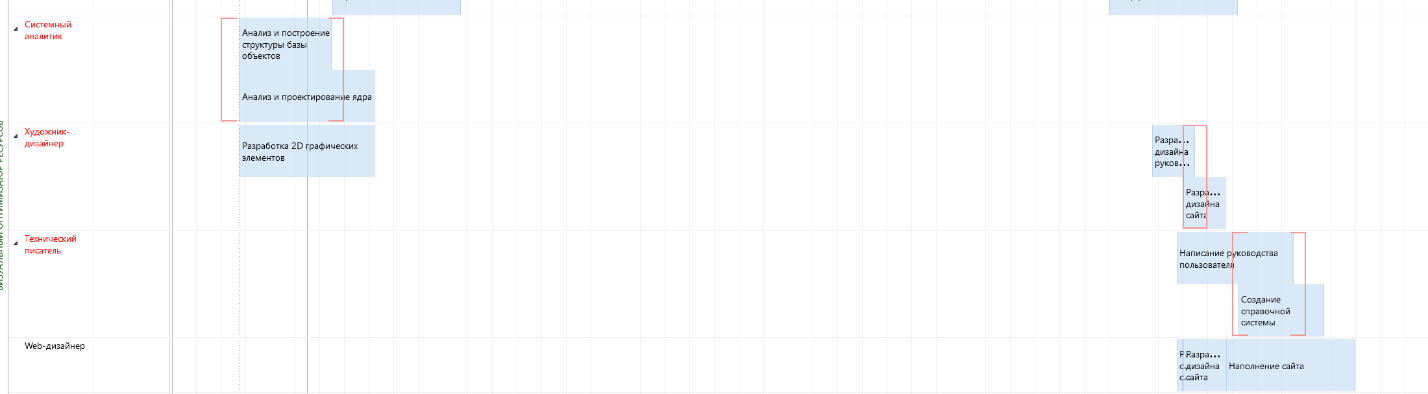 Системный
аналитик
Анализ и построение
структуры базы
объектов
Анализ и проектирование ядра
Художник-
дизайнер
Разработка 2D графических
элементов
Разра...
дизайна
руков...
Разра...
дизайна
сайта
Технический
писатель
Написание руководства
пользователя
Создание
справочной
системы
Web-дизайнер
Р...
с...
с...
Разра...
дизайна
сайта
Наполнение сайта